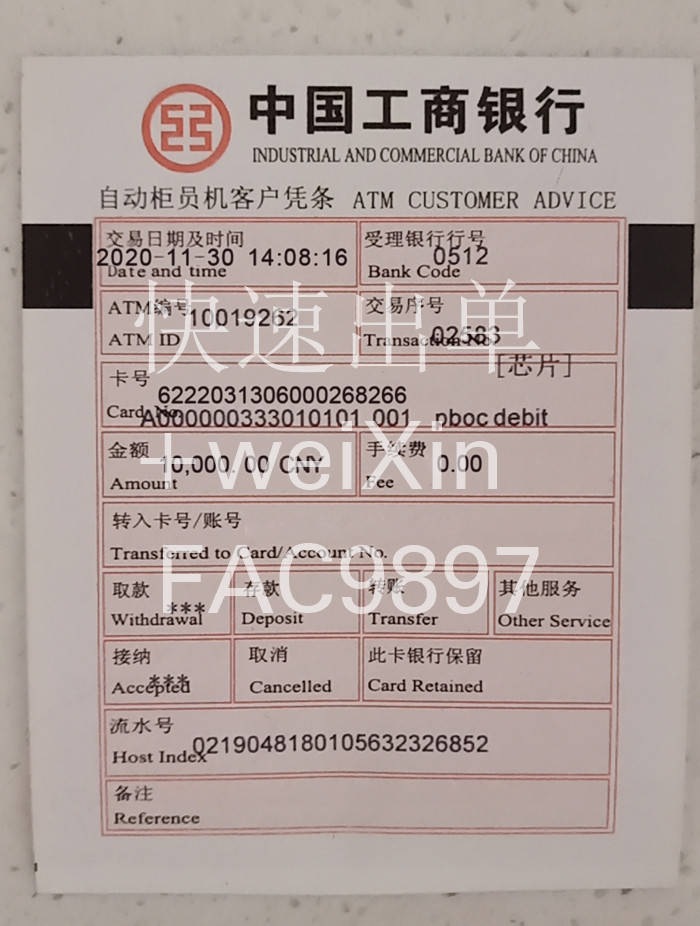 中国工商银行
INDUSTRIAL AND COMMERCIAL BANK OF CHINA
自动柜员机客户凭条 ATM CUSTOMER ADVICE
交易日期及时间
2020-11-30 14:08:16
Date and time
受理银行行号
0512
Bank Code
快速出单
ATM编号
10019262
ATM ID
交易序号
02583
Transaction No.
[芯片]
卡号
6222031306000268266
Card No.
A000000333010101 001 pboc debit
+weiXin
金额
10,000. 00 CNY
Amount
手续费
0.00
Fee
转入卡号/账号
Transferred to Card/Account No.
FAC9897
取款
***
Withdrawal
存款
Deposit
转账
Transfer
其他服务
Other Service
接纳
***
Accepted
取消
Cancelled
此卡银行保留
Card Retained
流水号
0219048180105632326852
Host Index
备注
Reference